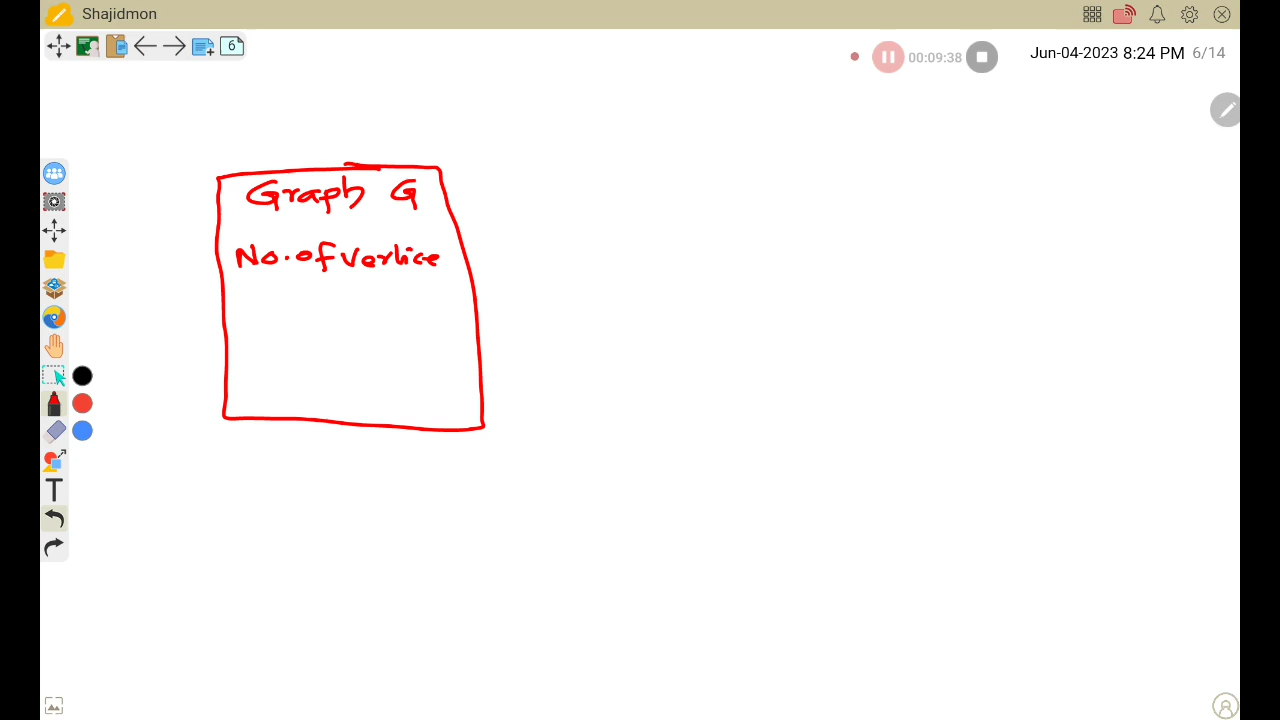 Shajidmon
6
00:09:38
Jun-04-2023 8:24 PM 6/14
Graph G
No. of vertice
T